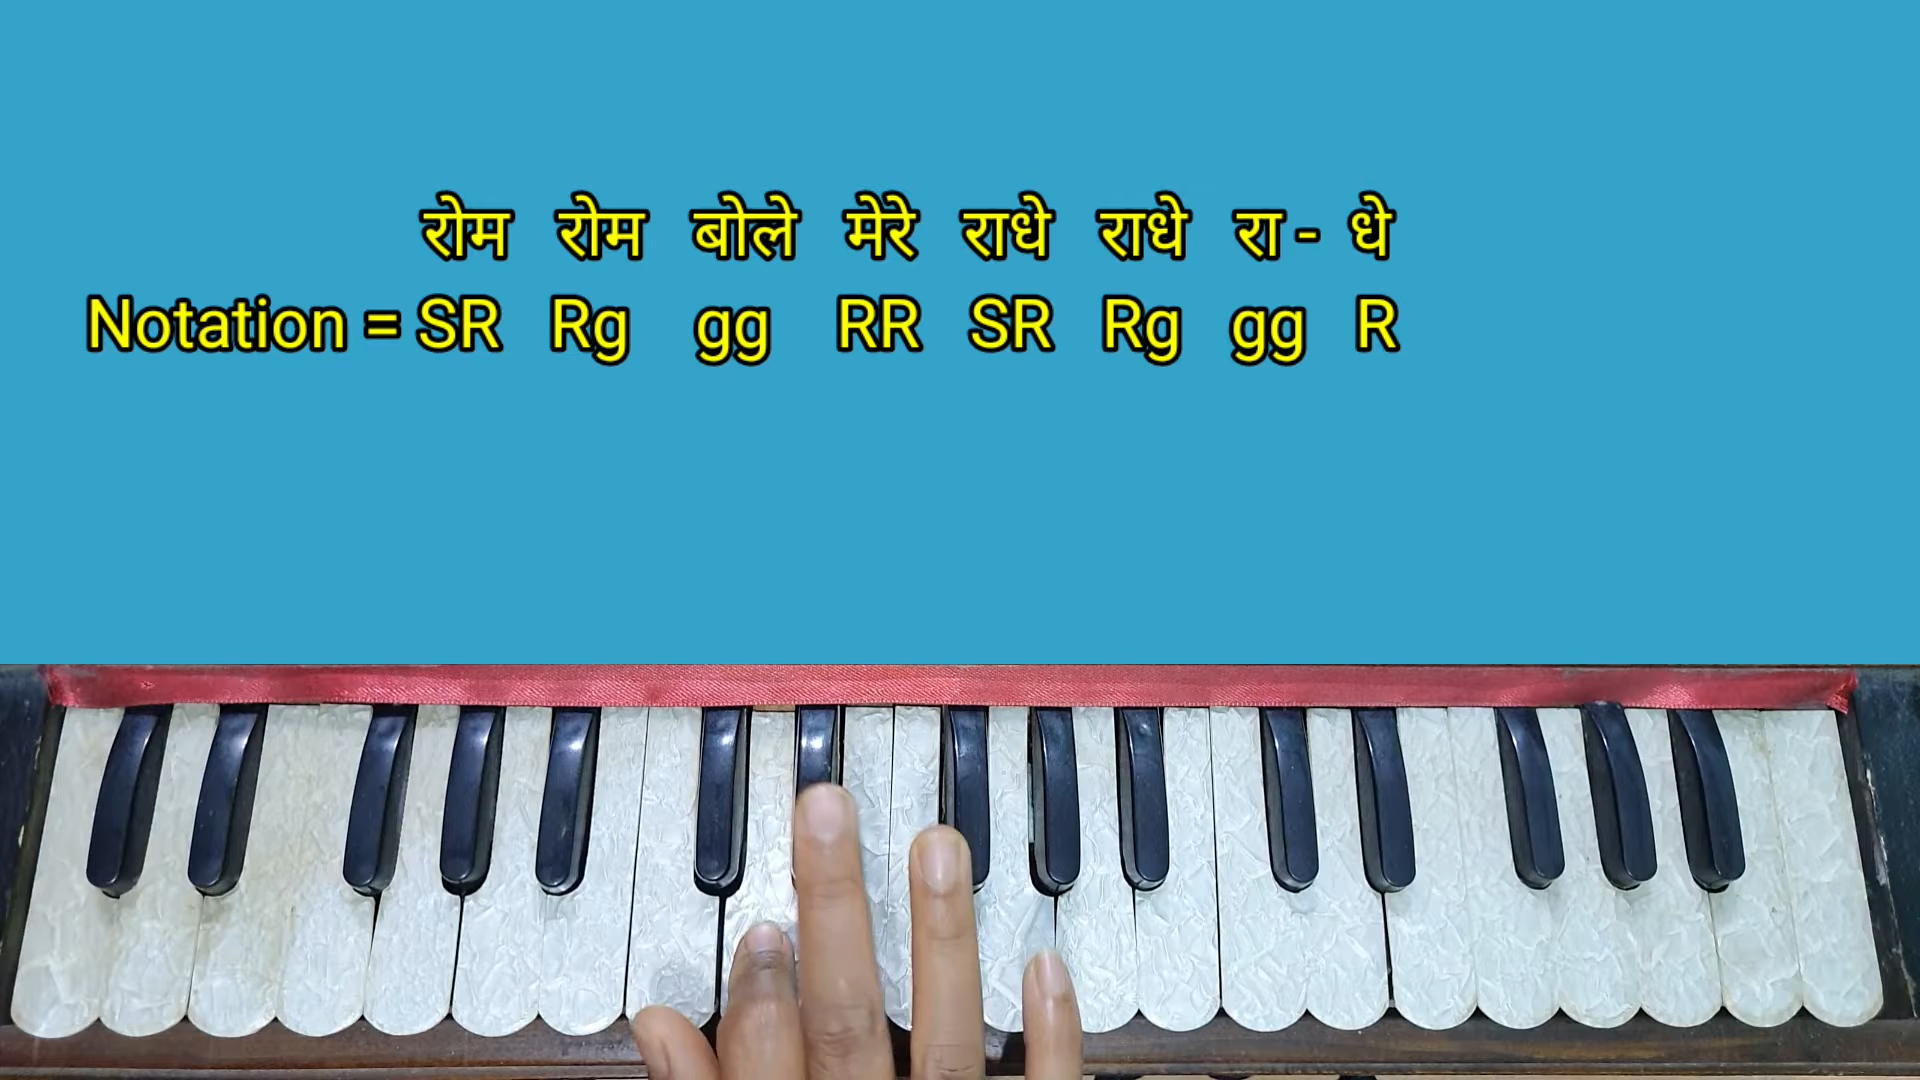 रोम रोम बोले मेरे राधे राधे रा - धे
Notation = SR Rg gg RR SR Rg gg R